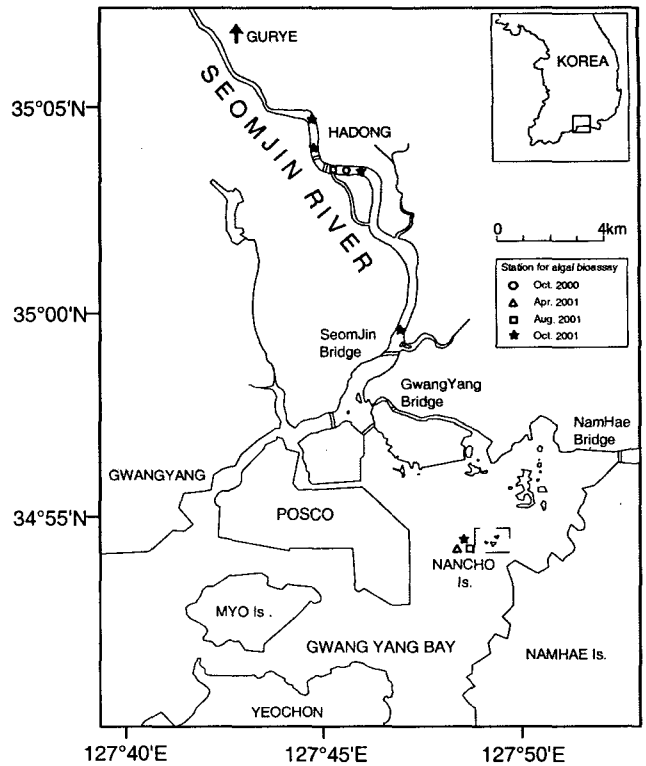 GURYE
KOREA
35°05'N
HADONG
SEOMJIN RIVER
0 4km
Station for algal bioassay
Oct. 2000
Apr. 2001
Aug. 2001
Oct. 2001
35°00'N
SeomJin
Bridge
GwangYang
Bridge
NamHae
Bridge
GWANGYANG
POSCO
34°55'N
NANCHO
Is.
MYO Is.
GWANG YANG BAY
NAMHAE Is.
YEOCHON
127°40'E
127°45'E
127°50'E